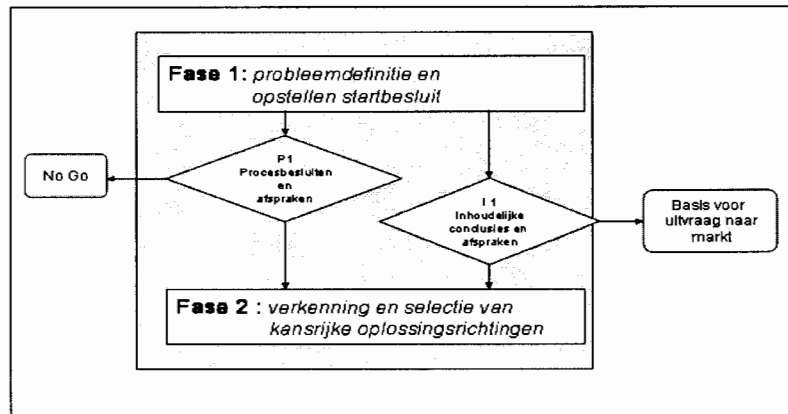 Fase 1: probleemdefinitie en
opstellen startbesluit
P1
Procesbesluiten
en
afspraken
No Go
I 1
Inhoudelijke
conclusies en
afspraken
Basis voor
uitvraag naar
markt
Fase 2 : verkenning en selectie van
kansrijke oplossingsrichtingen